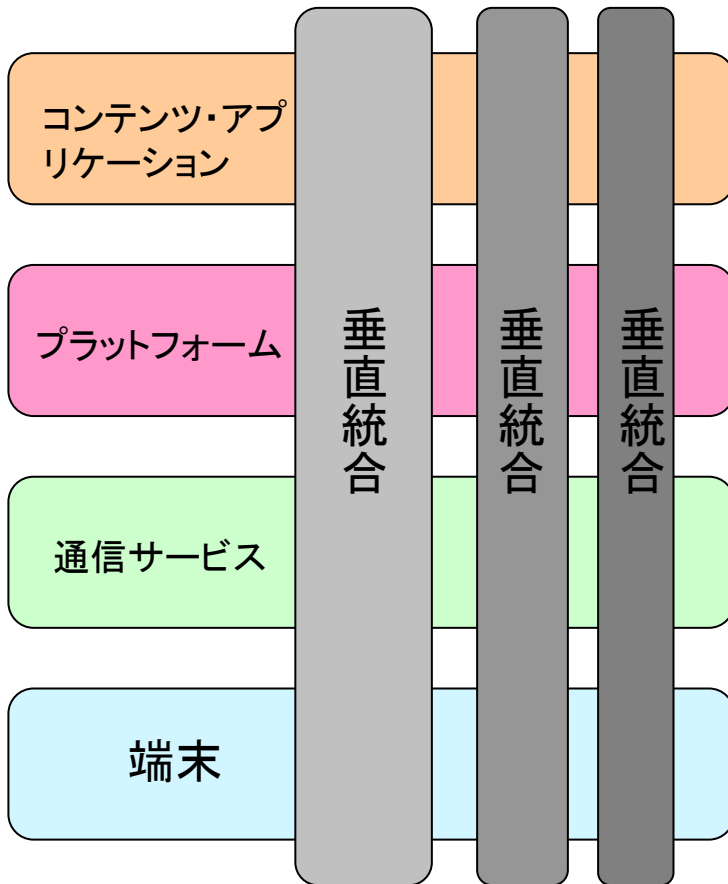 コンテンツ・アプ
リケーション
プラットフォーム
通信サービス
端末
垂直統合
垂直統合
垂直統合